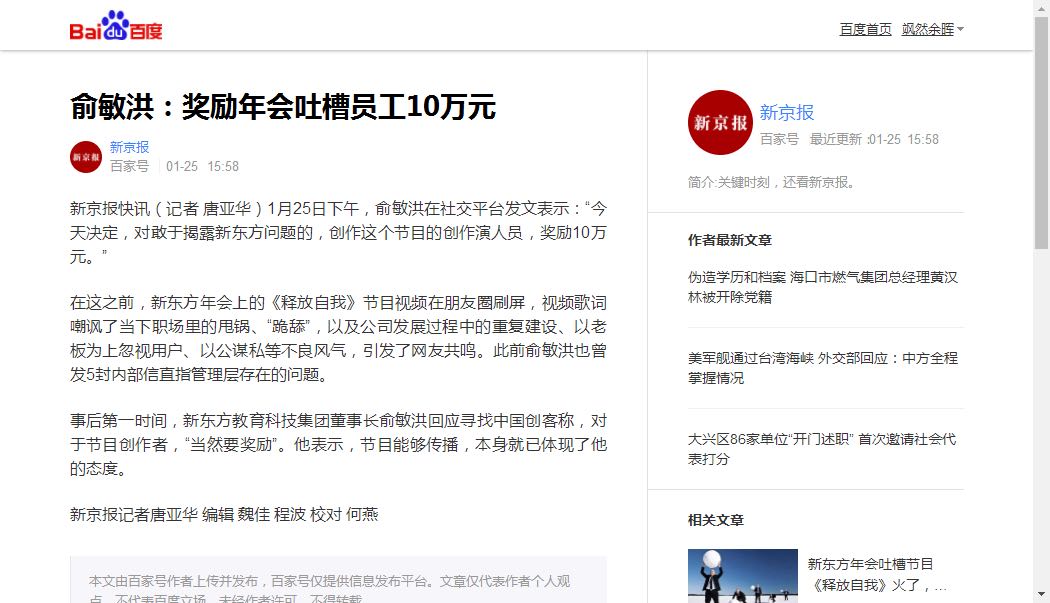 Bai du 百度
百度首页 飒然余晖
俞敏洪：奖励年会吐槽员工10万元
新京报
新京报
百家号 01-25 15:58
新京报快讯（记者 唐亚华）1月25日下午，俞敏洪在社交平台发文表示：“今
天决定，对敢于揭露新东方问题的，创作这个节目的创作演人员，奖励10万
元。”
在这之前，新东方年会上的《释放自我》节目视频在朋友圈刷屏，视频歌词
嘲讽了当下职场里的甩锅、“跪舔”，以及公司发展过程中的重复建设、以老
板为上忽视用户、以公谋私等不良风气，引发了网友共鸣。此前俞敏洪也曾
发5封内部信直指管理层存在的问题。
事后第一时间，新东方教育科技集团董事长俞敏洪回应寻找中国创客称，对
于节目创作者，“当然要奖励”。他表示，节目能够传播，本身就已体现了他
的态度。
新京报记者唐亚华 编辑 魏佳 程波 校对 何燕
本文由百家号作者上传并发布，百家号仅提供信息发布平台。文章仅代表作者个人观
点，不代表百度立场。未经作者许可，不得转载。
新京报
新京报
百家号 最近更新 :01-25 15:58
简介:关键时刻，还看新京报。
作者最新文章
伪造学历和档案 海口市燃气集团总经理黄汉
林被开除党籍
美军舰通过台湾海峡 外交部回应：中方全程
掌握情况
大兴区86家单位“开门述职” 首次邀请社会代
表打分
相关文章
新东方年会吐槽节目
《释放自我》火了，…